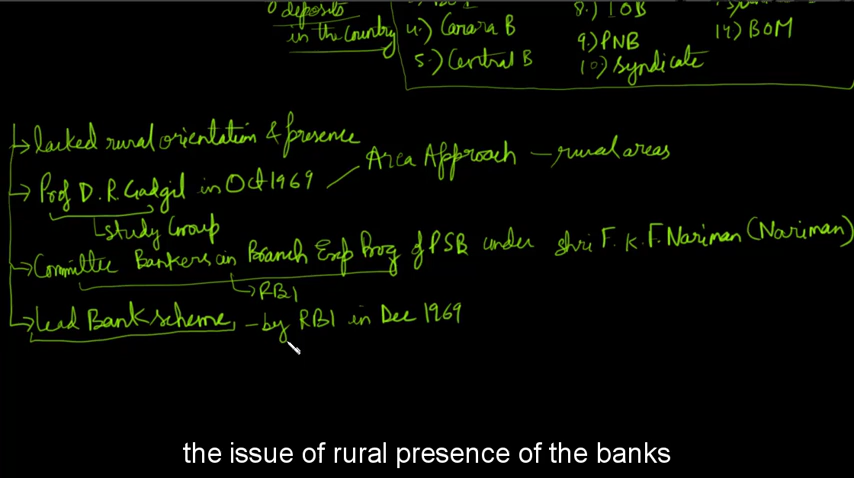 deposits 8.) IOB
in the Country 4.) Canara B 9.) PNB 14) BOM
5.) Central B 10) Syndicate
→ lacked rural orientation & presence
Area Approach — rural areas
→ Prof D. R. Gadgil in Oct 1969
study Group
→ Committee Bankers on Branch Exp Prog of PSB under Shri F. K. F. Nariman (Nariman)
→ RBI
→ Lead Bank scheme, — by RBI in Dec 1969
the issue of rural presence of the banks